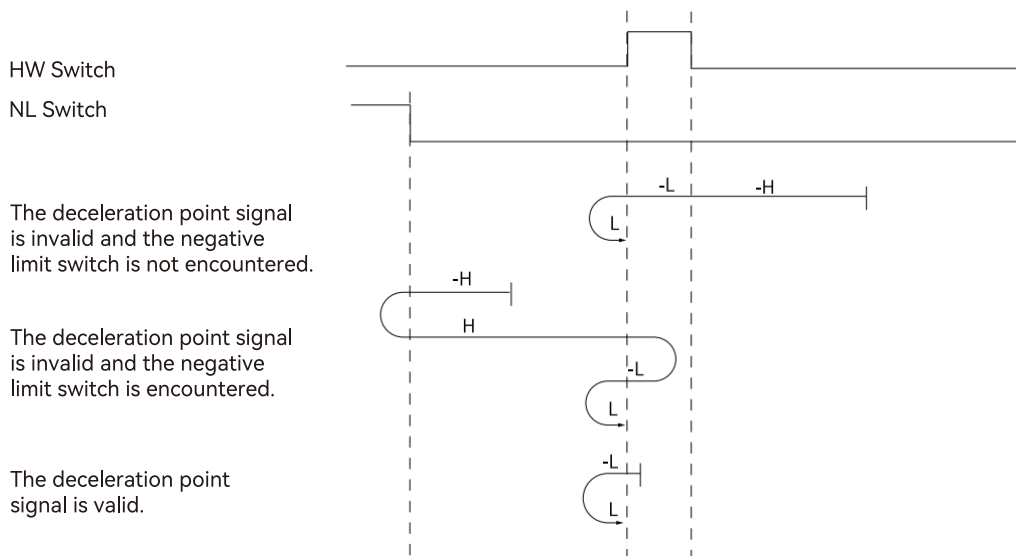 HW Switch
NL Switch
-L
-H
The deceleration point signal
is invalid and the negative
limit switch is not encountered.
L
-H
H
The deceleration point signal
is invalid and the negative
limit switch is encountered.
-L
L
The deceleration point
signal is valid.
-L
L